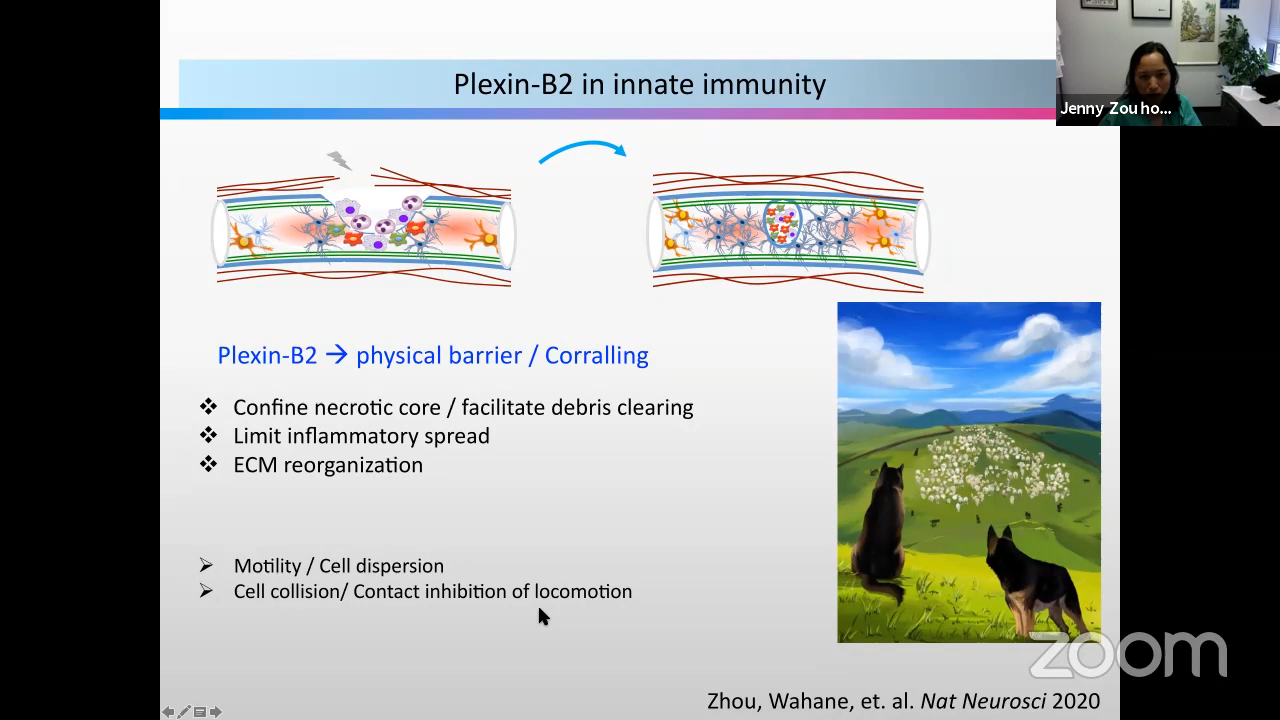 Plexin-B2 in innate immunity
Jenny Zou ho...
Plexin-B2 → physical barrier / Corralling
❖ Confine necrotic core / facilitate debris clearing
❖ Limit inflammatory spread
❖ ECM reorganization
➢ Motility / Cell dispersion
➢ Cell collision/ Contact inhibition of locomotion
zoom
Zhou, Wahane, et. al. Nat Neurosci 2020